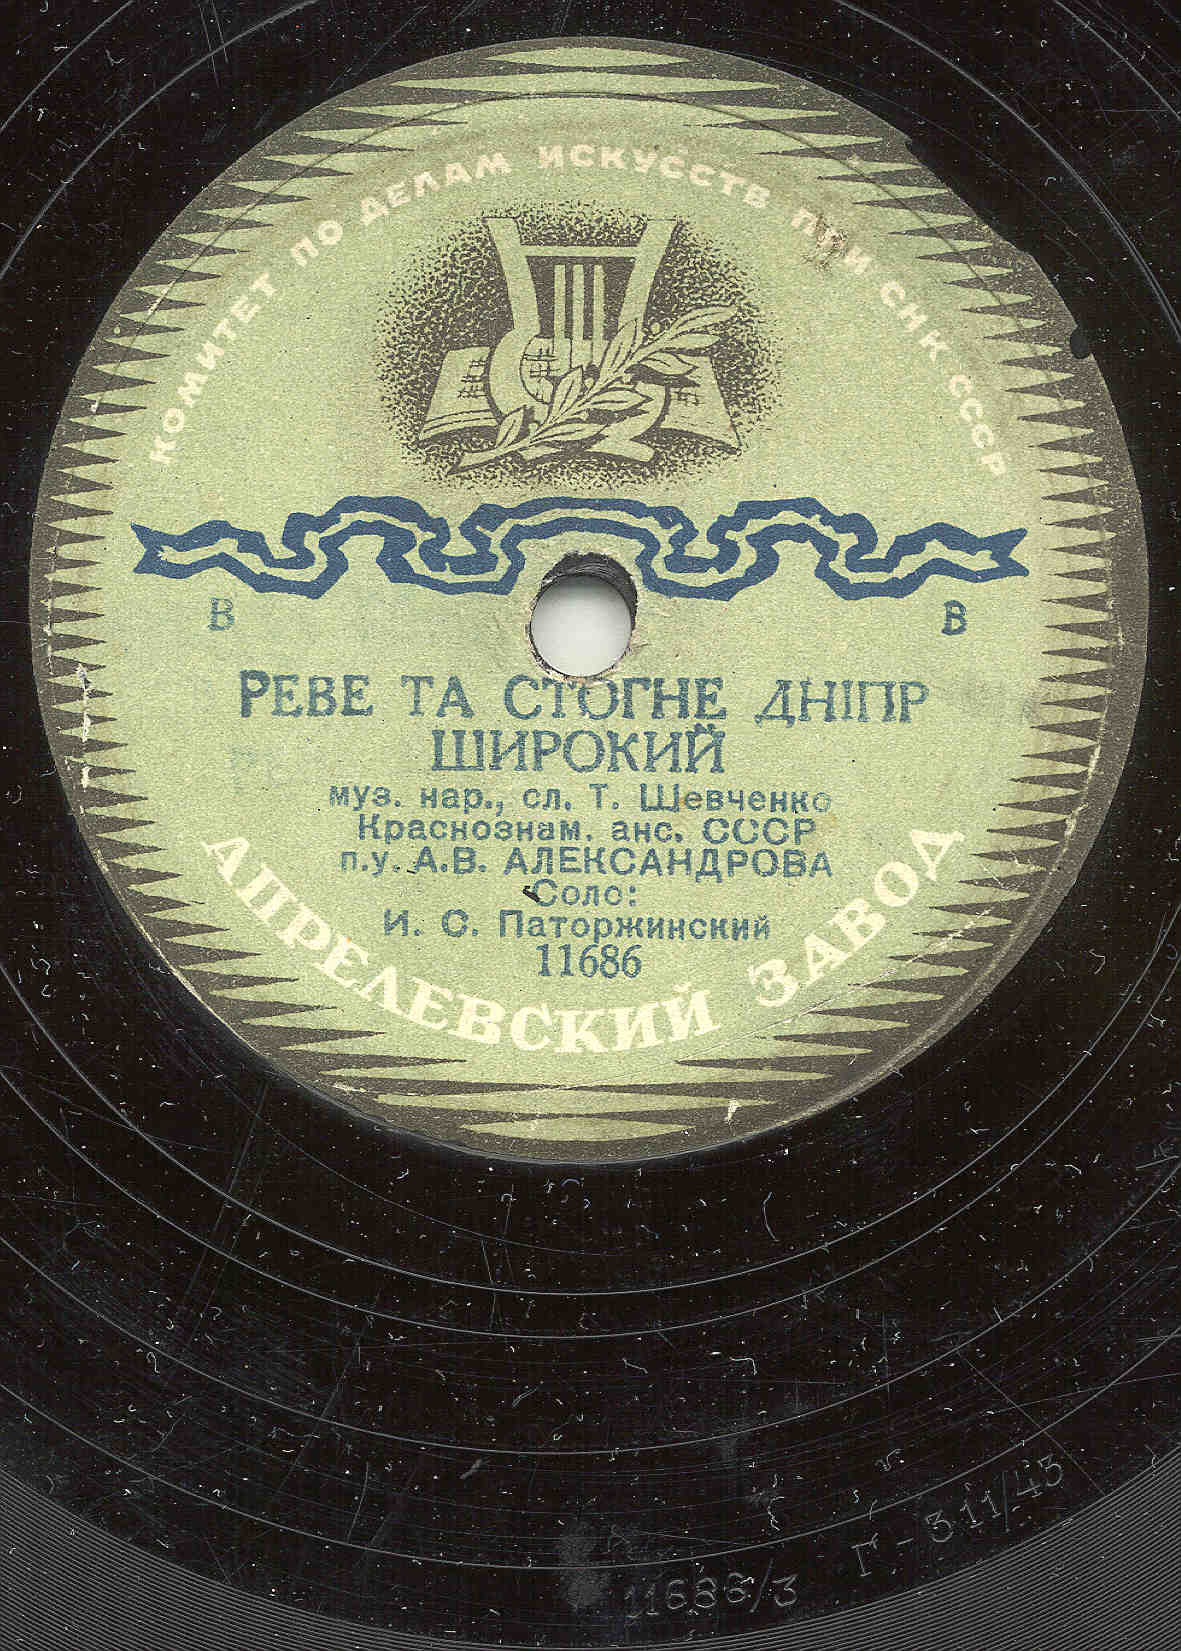 КОМИТЕТ ПО ДЕЛАМ ИСКУССТВ ПРИ СНК СССР
В В
РЕВЕ ТА СТОГНЕ ДНІПР
ШИРОКИЙ
муз. нар., сл. Т. Шевченко
Краснознам. анс. СССР
п.у. А.В. АЛЕКСАНДРОВА
Соло:
И. С. Паторжинский
11686
АПРЕЛЕВСКИЙ ЗАВОД
11686/3 Г-311/43